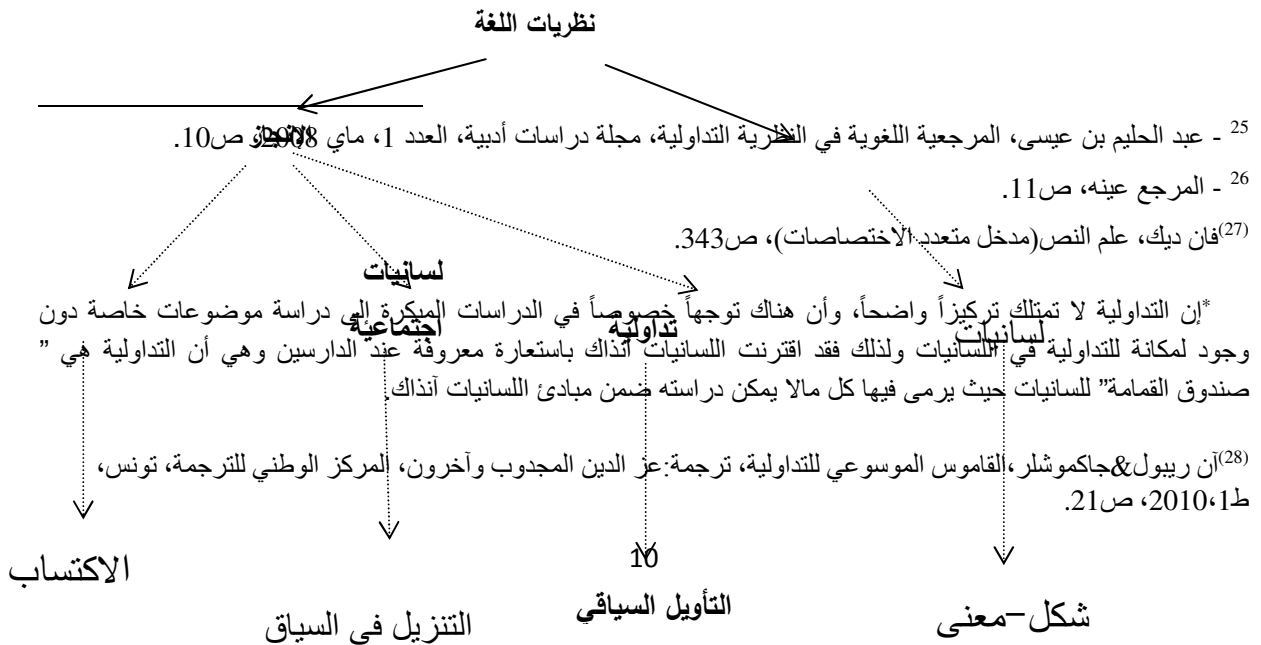 نظريات اللغة
25 - عبد الحليم بن عيسى، المرجعية اللغوية في النظرية التداولية، مجلة دراسات أدبية، العدد 1، ماي 2008، ص10.
الانجاز
26 - المرجع عينه، ص11.
(27)فان ديك، علم النص(مدخل متعدد الاختصاصات)، ص343.
لسانيات
اجتماعية
تداولية
لسانيات
*إن التداولية لا تمتلك تركيزاً واضحاً، وأن هناك توجهاً خصوصاً في الدراسات المبكرة إلى دراسة موضوعات خاصة دون
وجود لمكانة للتداولية في اللسانيات ولذلك فقد اقترنت اللسانيات آنذاك باستعارة معروفة عند الدارسين وهي أن التداولية هي ”
صندوق القمامة” للسانيات حيث يرمى فيها كل مالا يمكن دراسته ضمن مبادئ اللسانيات آنذاك.
(28)آن ريبول&جاكموشلر،القاموس الموسوعي للتداولية، ترجمة:عز الدين المجدوب وآخرون، المركز الوطني للترجمة، تونس،
ط1،2010، ص21.
10
شكل–معنى
التأويل السياقي
التنزيل في السياق
الاكتساب